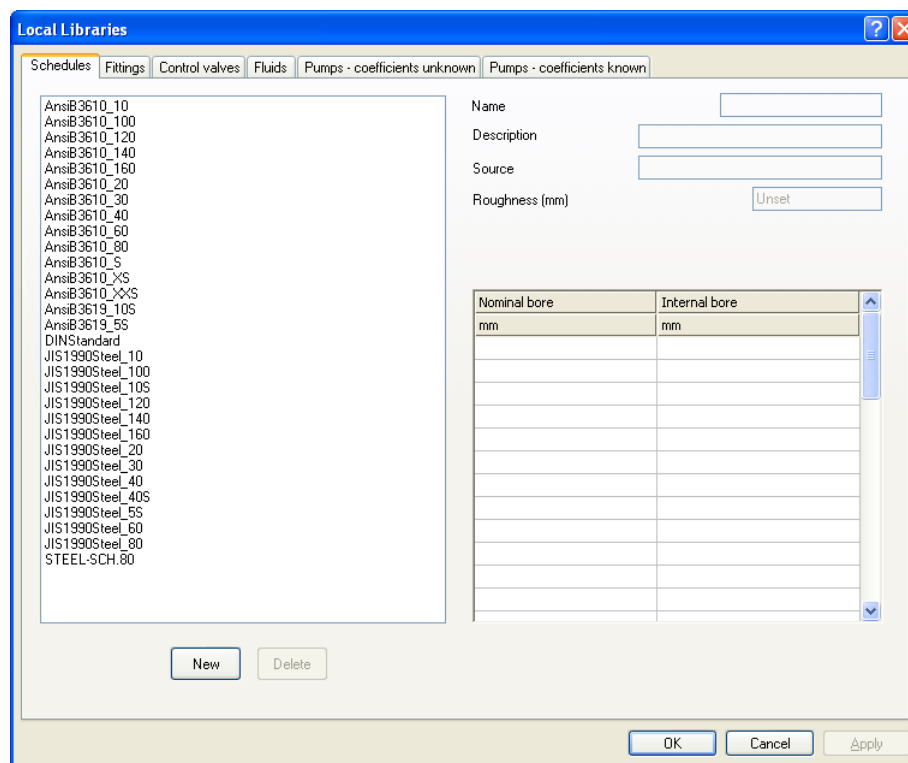 Local Libraries
?
Schedules Fittings Control valves Fluids Pumps - coefficients unknown Pumps - coefficients known
AnsiB3610_10
AnsiB3610_100
AnsiB3610_120
AnsiB3610_140
AnsiB3610_160
AnsiB3610_20
AnsiB3610_30
AnsiB3610_40
AnsiB3610_60
AnsiB3610_80
AnsiB3610_S
AnsiB3610_XS
AnsiB3610_XXS
AnsiB3619_10S
AnsiB3619_5S
DINStandard
JIS1990Steel_10
JIS1990Steel_100
JIS1990Steel_10S
JIS1990Steel_120
JIS1990Steel_140
JIS1990Steel_160
JIS1990Steel_20
JIS1990Steel_30
JIS1990Steel_40
JIS1990Steel_40S
JIS1990Steel_5S
JIS1990Steel_60
JIS1990Steel_80
STEEL-SCH.80
Name
Description
Source
Roughness (mm) Unset
Nominal bore Internal bore
mm mm
New Delete
OK Cancel Apply